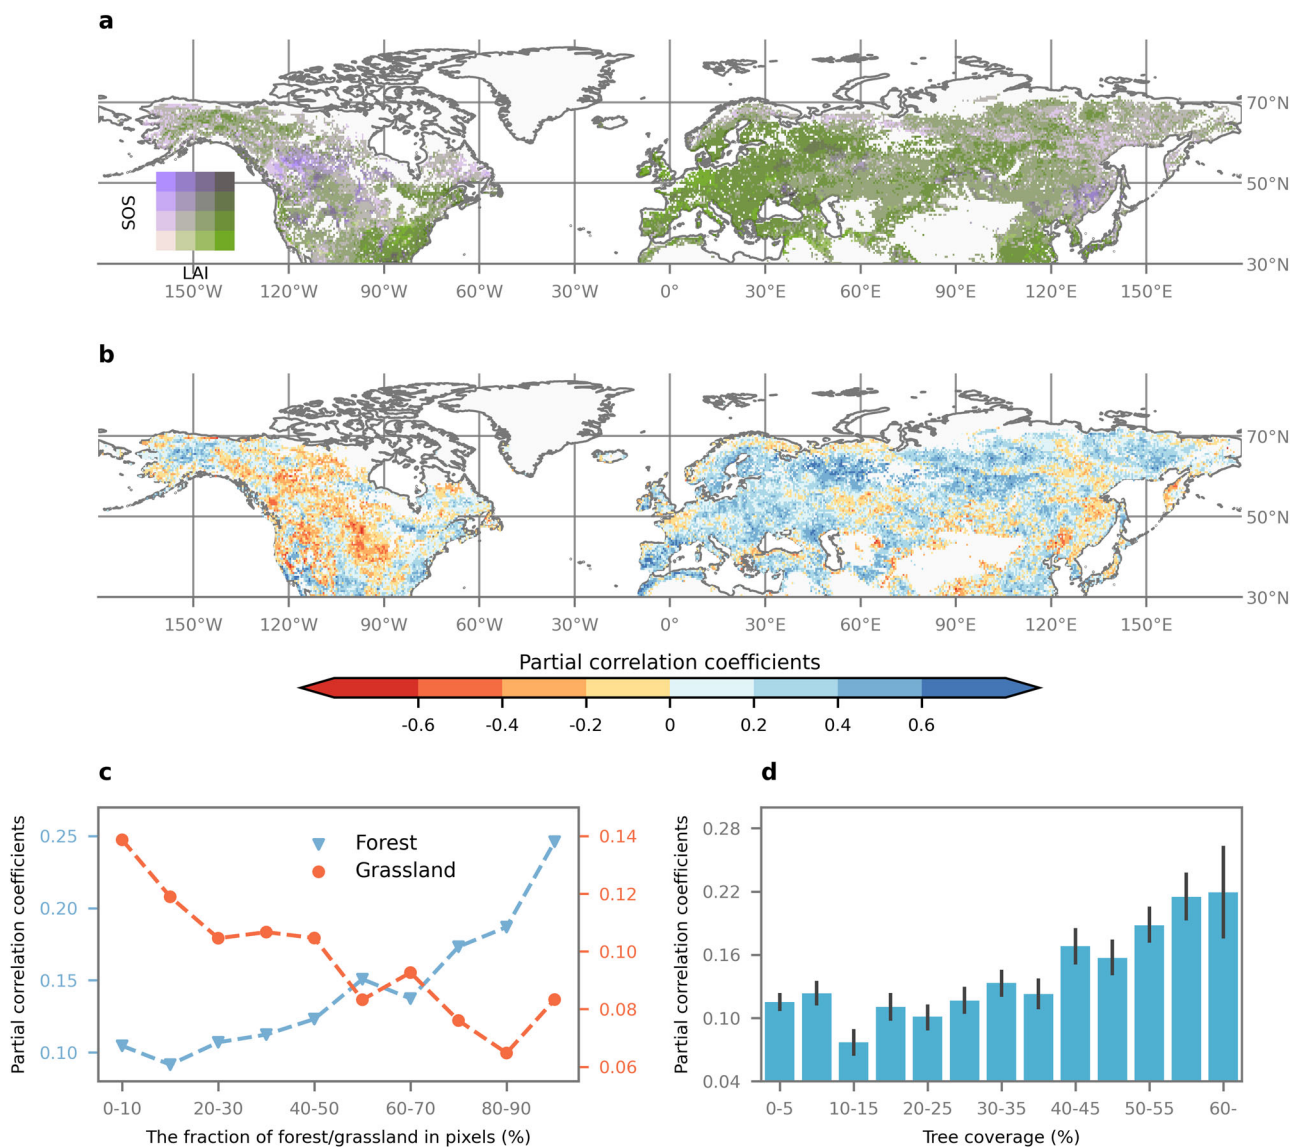 a
70°N
50°N
30°N
SOS
LAI
150°W 120°W 90°W 60°W 30°W 0° 30°E 60°E 90°E 120°E 150°E
b
70°N
50°N
30°N
150°W 120°W 90°W 60°W 30°W 0° 30°E 60°E 90°E 120°E 150°E
Partial correlation coefficients
-0.6 -0.4 -0.2 0 0.2 0.4 0.6
c
Partial correlation coefficients
0.25
0.20
0.15
0.10
Forest
Grassland
0.14
0.12
0.10
0.08
0.06
0-10 20-30 40-50 60-70 80-90
The fraction of forest/grassland in pixels (%)
d
Partial correlation coefficients
0.28
0.22
0.16
0.10
0.04
0-5 10-15 20-25 30-35 40-45 50-55 60-
Tree coverage (%)